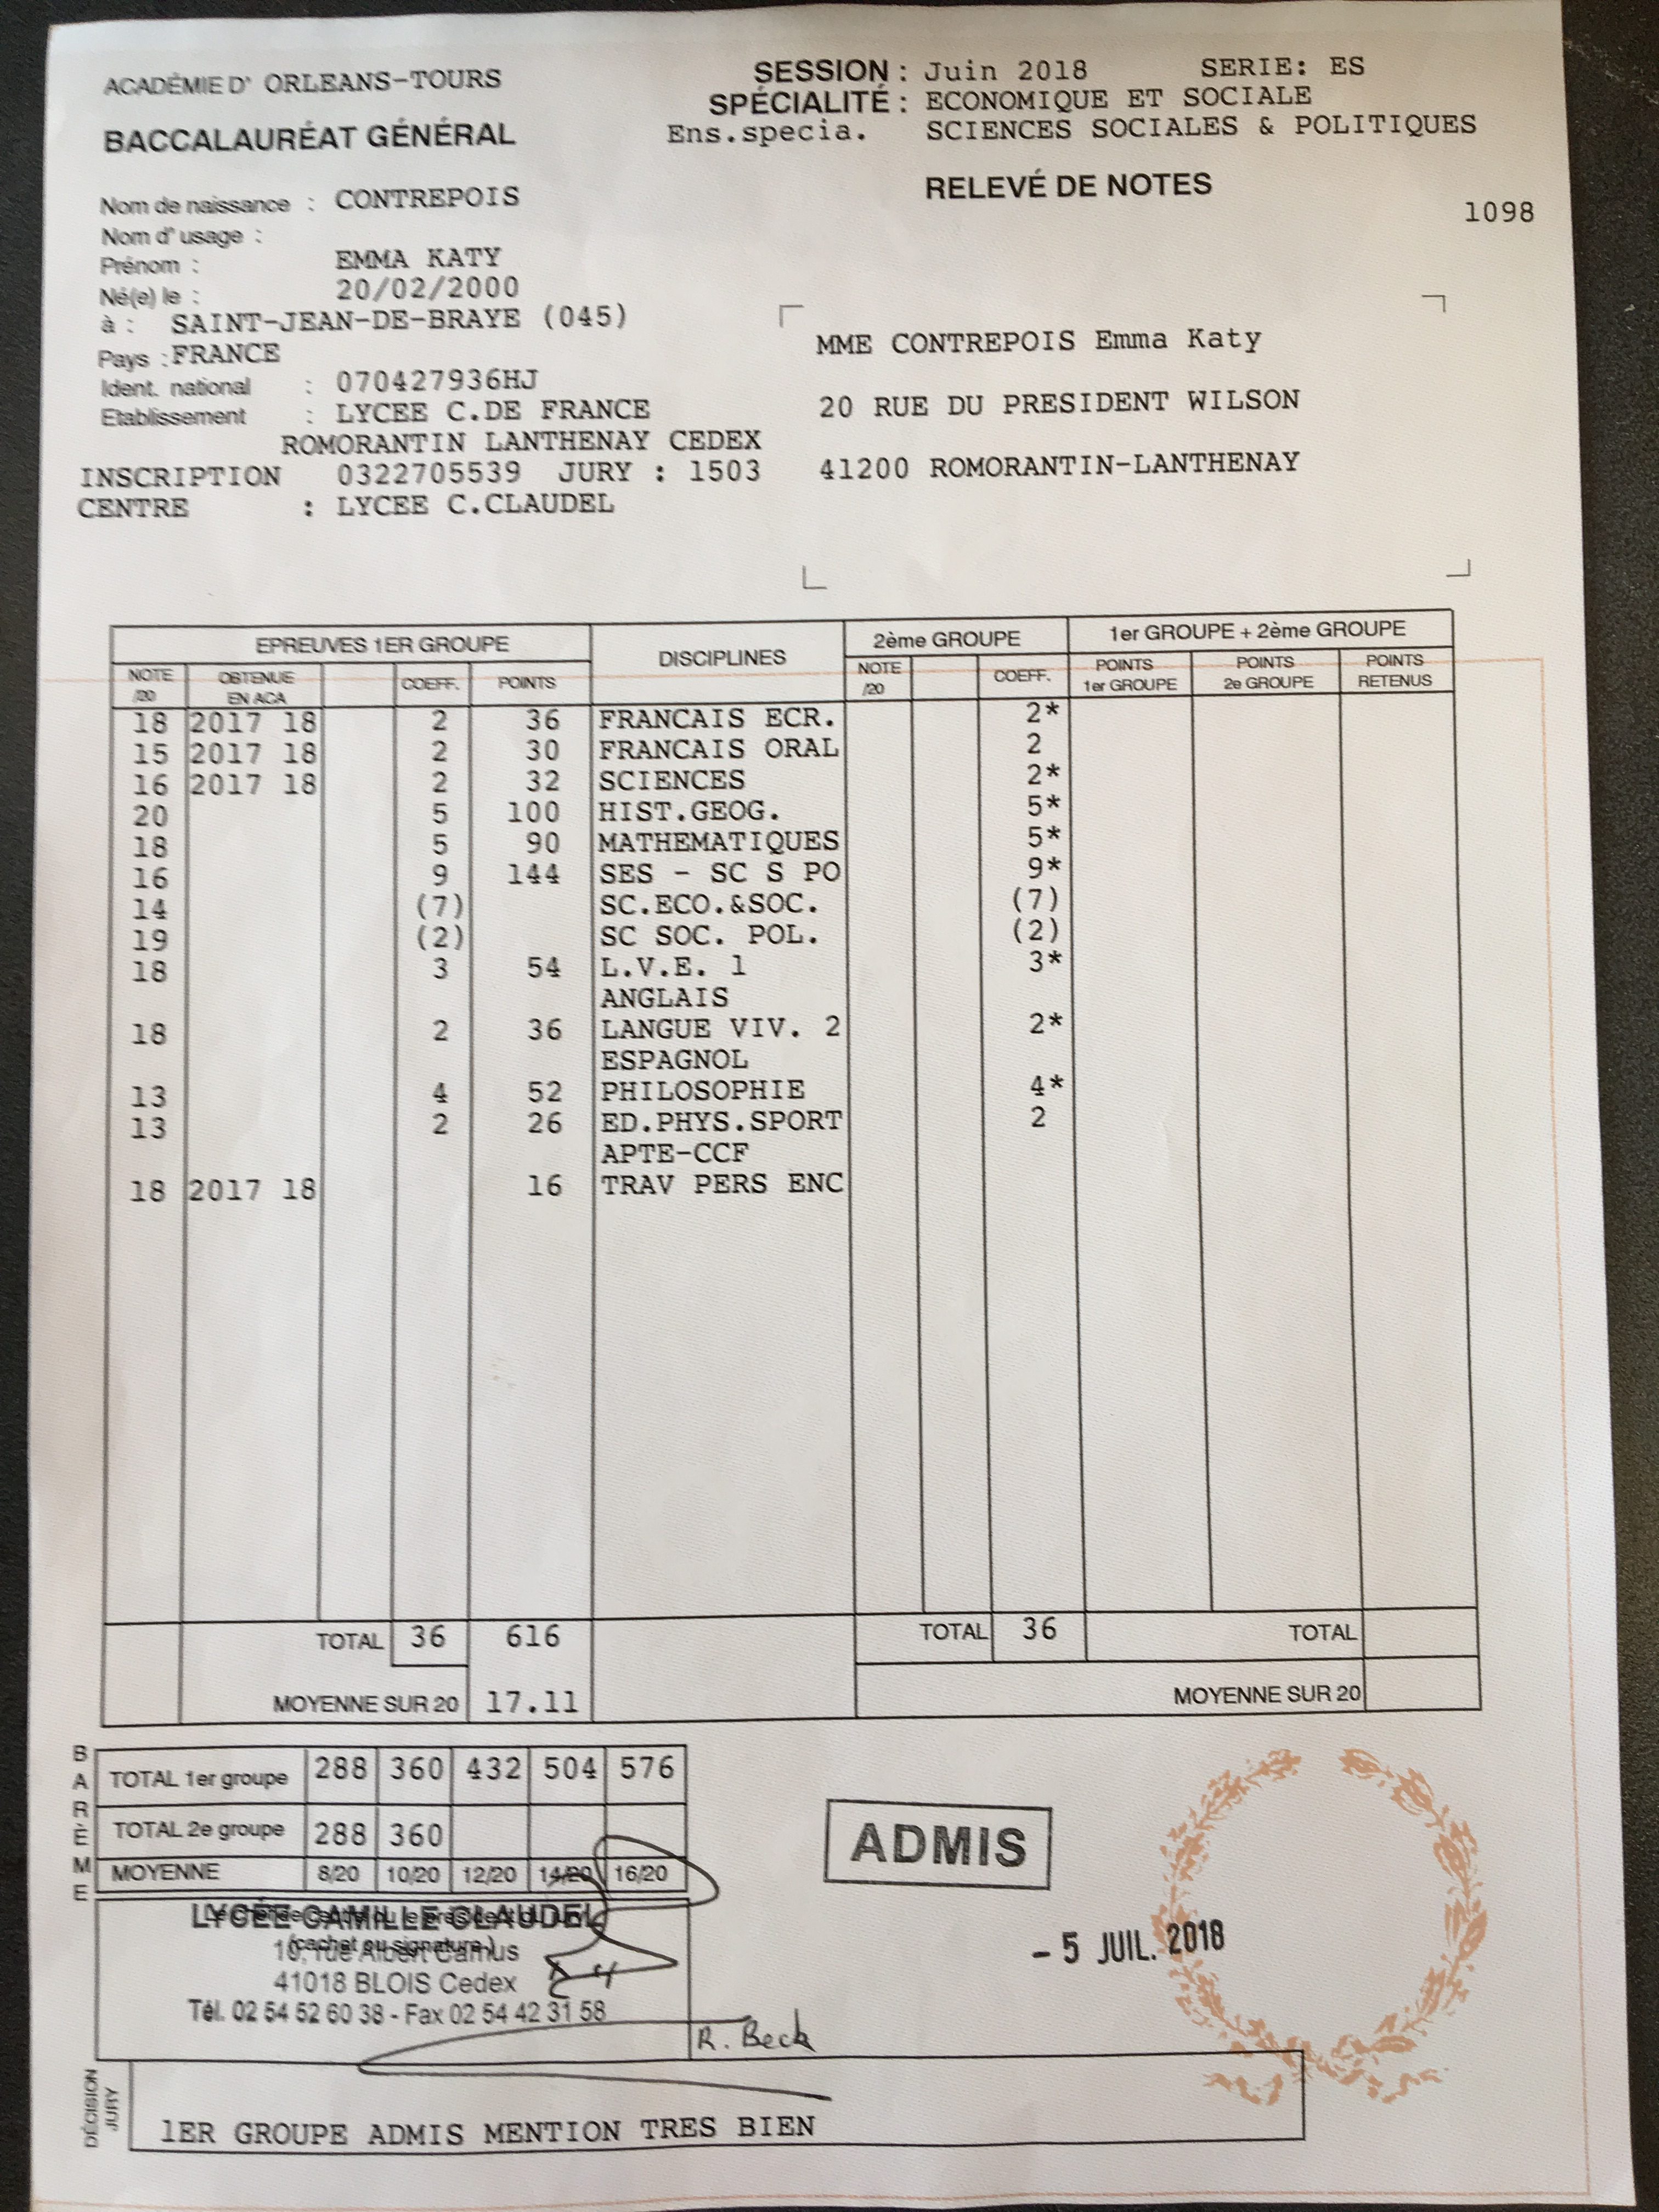 ACADÉMIE D' ORLEANS-TOURS
SESSION : Juin 2018 SERIE: ES
SPÉCIALITÉ : ECONOMIQUE ET SOCIALE
BACCALAURÉAT GÉNÉRAL
Ens.specia. SCIENCES SOCIALES & POLITIQUES
RELEVÉ DE NOTES
1098
Nom de naissance : CONTREPOIS
Nom d'usage :
Prénom : EMMA KATY
Né(e) le : 20/02/2000
à : SAINT-JEAN-DE-BRAYE (045)
Pays : FRANCE
Ident. national : 070427936HJ
Etablissement : LYCEE C.DE FRANCE
ROMORANTIN LANTHENAY CEDEX
INSCRIPTION 0322705539 JURY : 1503
CENTRE : LYCEE C.CLAUDEL
MME CONTREPOIS Emma Katy
20 RUE DU PRESIDENT WILSON
41200 ROMORANTIN-LANTHENAY
EPREUVES 1ER GROUPE DISCIPLINES 2ème GROUPE 1er GROUPE + 2ème GROUPE
NOTE /20 OBTENUE EN ACA COEFF. POINTS NOTE /20 COEFF. POINTS 1er GROUPE POINTS 2e GROUPE POINTS RETENUS
18 2017 18 2 36 FRANCAIS ECR. 2*
15 2017 18 2 30 FRANCAIS ORAL 2
16 2017 18 2 32 SCIENCES 2*
20 5 100 HIST.GEOG. 5*
18 5 90 MATHEMATIQUES 5*
16 9 144 SES - SC S PO 9*
14 (7) SC.ECO.&SOC. (7)
19 (2) SC SOC. POL. (2)
18 3 54 L.V.E. 1 3*
ANGLAIS
18 2 36 LANGUE VIV. 2 2*
ESPAGNOL
13 4 52 PHILOSOPHIE 4*
13 2 26 ED.PHYS.SPORT 2
APTE-CCF
18 2017 18 16 TRAV PERS ENC
TOTAL 36 616 TOTAL 36 TOTAL
MOYENNE SUR 20 17.11 MOYENNE SUR 20
BARÈME
TOTAL 1er groupe 288 360 432 504 576
TOTAL 2e groupe 288 360
MOYENNE 8/20 10/20 12/20 14/20 16/20
ADMIS
LYCÉE CAMILLE CLAUDEL
(cachet ou signature)
10, rue Albert Camus
41018 BLOIS Cedex
Tél. 02 54 52 60 38 - Fax 02 54 42 31 58
- 5 JUIL. 2018
R. Beck
DÉCISION JURY
1ER GROUPE ADMIS MENTION TRES BIEN